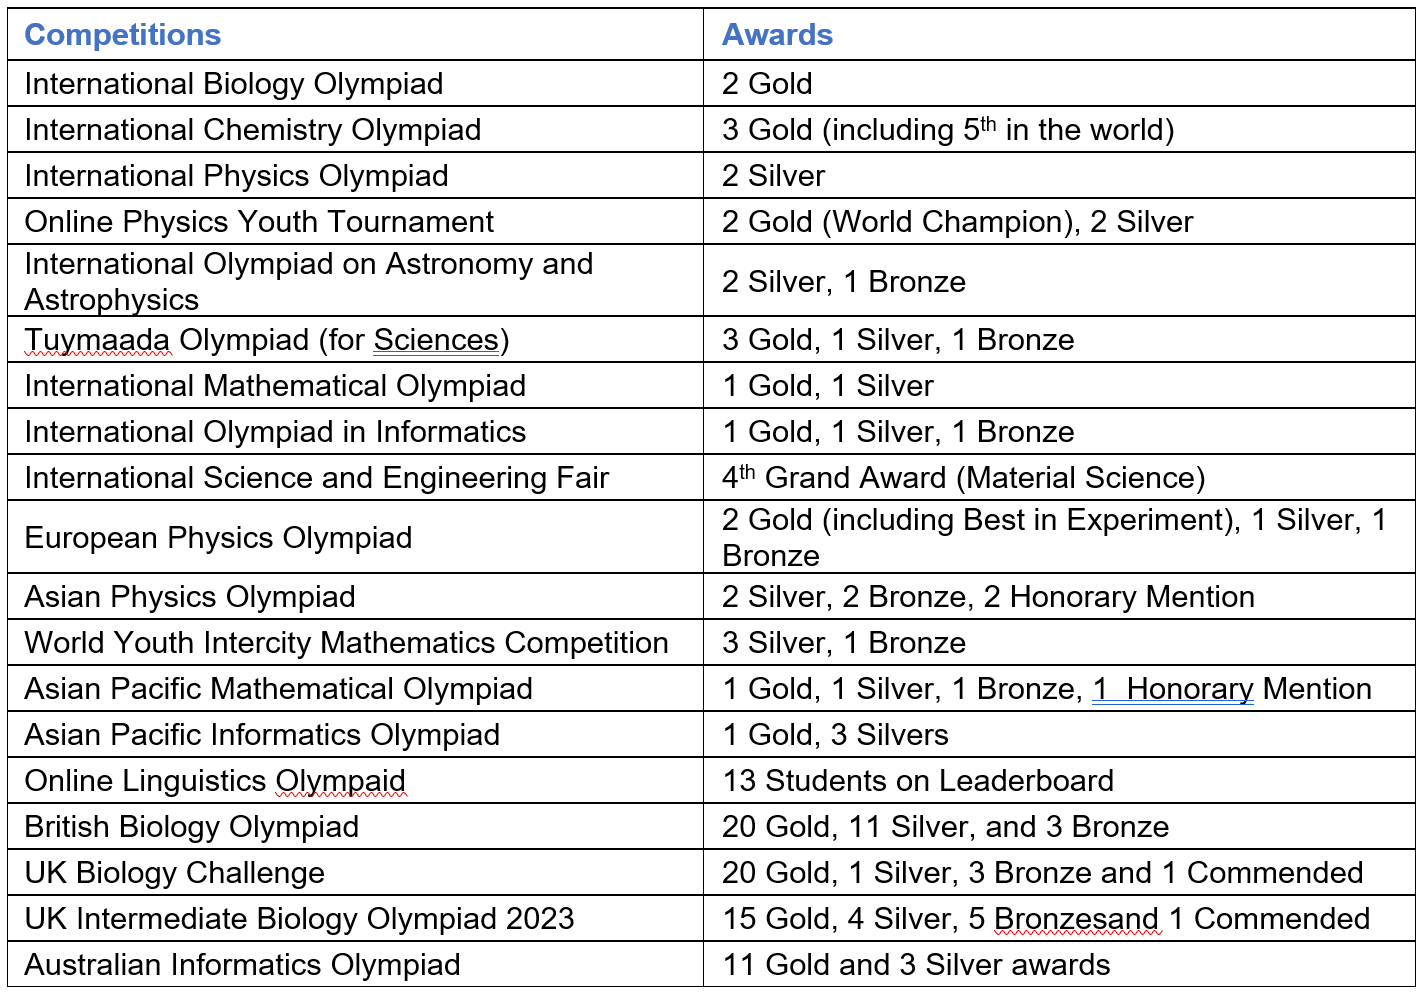 Competitions Awards
International Biology Olympiad 2 Gold
International Chemistry Olympiad 3 Gold (including 5th in the world)
International Physics Olympiad 2 Silver
Online Physics Youth Tournament 2 Gold (World Champion), 2 Silver
International Olympiad on Astronomy and
Astrophysics
2 Silver, 1 Bronze
Tuymaada Olympiad (for Sciences) 3 Gold, 1 Silver, 1 Bronze
International Mathematical Olympiad 1 Gold, 1 Silver
International Olympiad in Informatics 1 Gold, 1 Silver, 1 Bronze
International Science and Engineering Fair 4th Grand Award (Material Science)
European Physics Olympiad
2 Gold (including Best in Experiment), 1 Silver, 1
Bronze
Asian Physics Olympiad 2 Silver, 2 Bronze, 2 Honorary Mention
World Youth Intercity Mathematics Competition 3 Silver, 1 Bronze
Asian Pacific Mathematical Olympiad 1 Gold, 1 Silver, 1 Bronze, 1  Honorary Mention
Asian Pacific Informatics Olympiad 1 Gold, 3 Silvers
Online Linguistics Olympaid 13 Students on Leaderboard
British Biology Olympiad 20 Gold, 11 Silver, and 3 Bronze
UK Biology Challenge 20 Gold, 1 Silver, 3 Bronze and 1 Commended
UK Intermediate Biology Olympiad 2023 15 Gold, 4 Silver, 5 Bronzesand 1 Commended
Australian Informatics Olympiad 11 Gold and 3 Silver awards